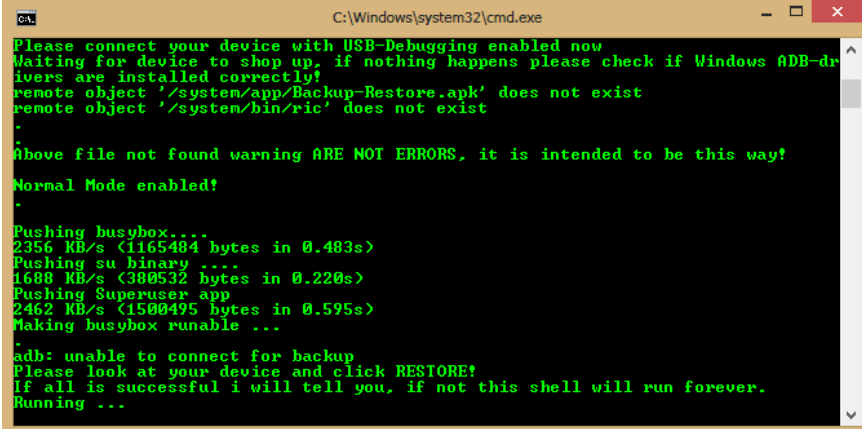 C:\Windows\system32\cmd.exe
Please connect your device with USB-Debugging enabled now
Waiting for device to shop up, if nothing happens please check if Windows ADB-dr
ivers are installed correctly!
remote object '/system/app/Backup-Restore.apk' does not exist
remote object '/system/bin/ric' does not exist
.
.
Above file not found warning ARE NOT ERRORS, it is intended to be this way!
Normal Mode enabled!
.
Pushing busybox....
2356 KB/s (1165484 bytes in 0.483s)
Pushing su binary ....
1688 KB/s (380532 bytes in 0.220s)
Pushing Superuser app
2462 KB/s (1500495 bytes in 0.595s)
Making busybox runable ...
.
adb: unable to connect for backup
Please look at your device and click RESTORE!
If all is successful i will tell you, if not this shell will run forever.
Running ...